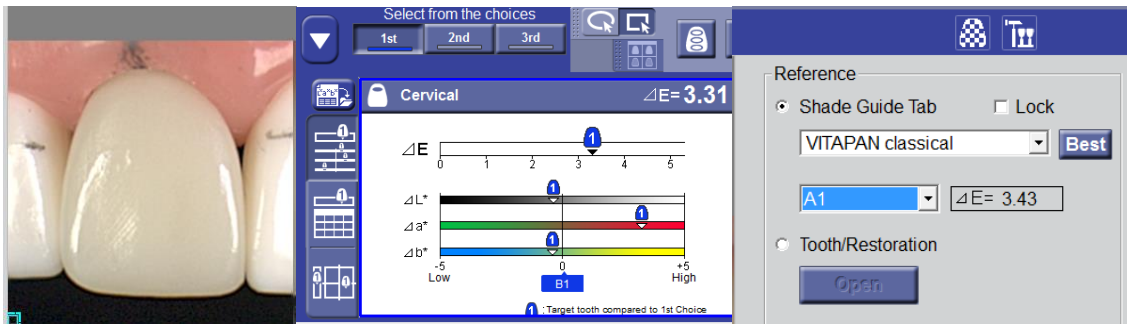 Select from the choices
1st 2nd 3rd
Cervical ⊿E=3.31
1
⊿E
0 1 2 3 4 5
1
⊿L*
1
⊿a*
1
⊿b*
-5 0 +5
Low B1 High
1 : Target tooth compared to 1st Choice
Reference
Shade Guide Tab Lock
VITAPAN classical Best
A1 ⊿E= 3.43
Tooth/Restoration
Open